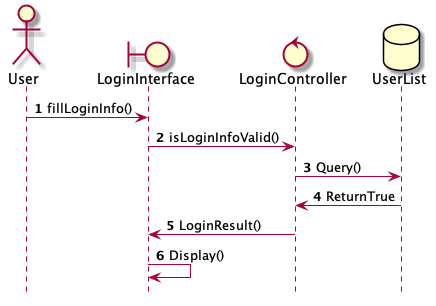 User
LoginInterface
LoginController
UserList
1 fillLoginInfo()
2 isLoginInfoValid()
3 Query()
4 ReturnTrue
5 LoginResult()
6 Display()